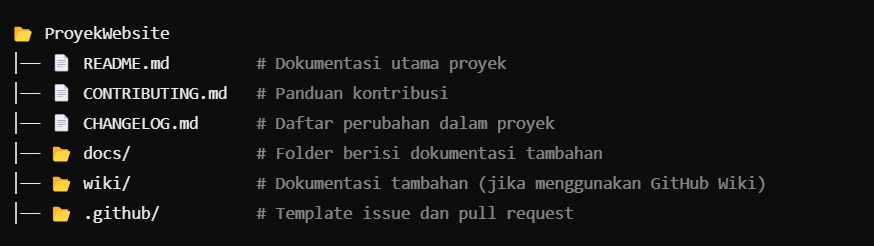 📂 ProyekWebsite
│── 📄 README.md         # Dokumentasi utama proyek
│── 📄 CONTRIBUTING.md   # Panduan kontribusi
│── 📄 CHANGELOG.md      # Daftar perubahan dalam proyek
│── 📂 docs/             # Folder berisi dokumentasi tambahan
│── 📂 wiki/             # Dokumentasi tambahan (jika menggunakan GitHub Wiki)
│── 📂 .github/          # Template issue dan pull request